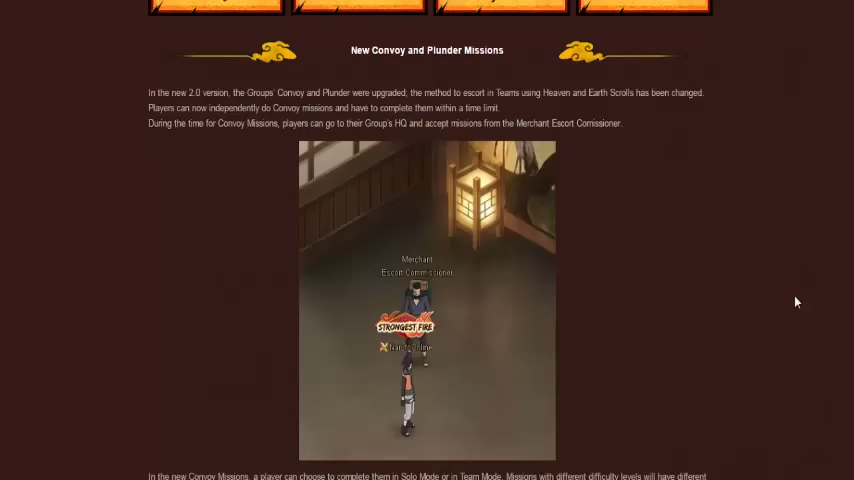 New Convoy and Plunder Missions
In the new 2.0 version, the Groups' Convoy and Plunder were upgraded; the method to escort in Teams using Heaven and Earth Scrolls has been changed.
Players can now independently do Convoy missions and have to complete them within a time limit.
During the time for Convoy Missions, players can go to their Group's HQ and accept missions from the Merchant Escort Comissioner.
Merchant
Escort Commissioner
STRONGEST FIRE
NarutoOnline
In the new Convoy Missions, a player can choose to complete them in Solo Mode or in Team Mode. Missions with different difficulty levels will have different